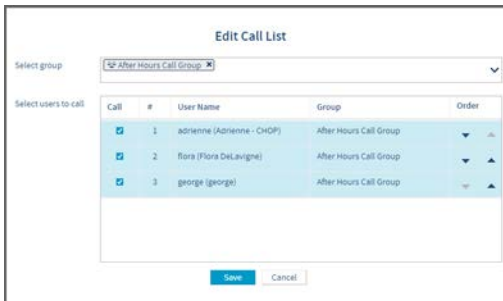 Edit Call List
Select group
After Hours Call Group
Select users to call
Call # User Name Group Order
1 adrienne (Adrienne - CHOP) After Hours Call Group
2 flora (Flora DeLavigne) After Hours Call Group
3 george (george) After Hours Call Group
Save Cancel